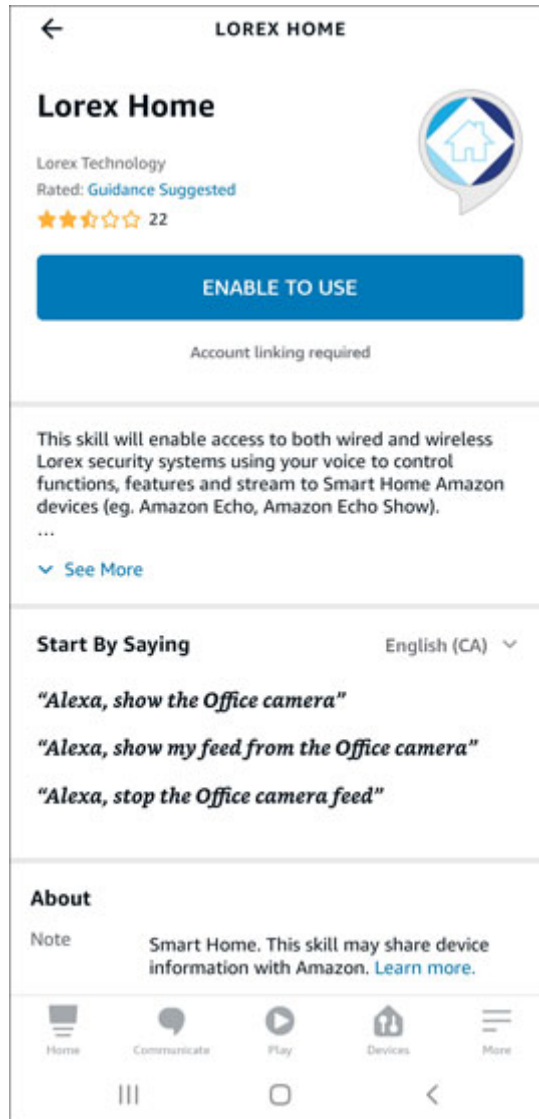 LOREX HOME
Lorex Home
Lorex Technology
Rated: Guidance Suggested
22
ENABLE TO USE
Account linking required
This skill will enable access to both wired and wireless
Lorex security systems using your voice to control
functions, features and stream to Smart Home Amazon
devices (eg. Amazon Echo, Amazon Echo Show).
...
See More
Start By Saying English (CA)
“Alexa, show the Office camera”
“Alexa, show my feed from the Office camera”
“Alexa, stop the Office camera feed”
About
Note Smart Home. This skill may share device
information with Amazon. Learn more.
Home Communicate Play Devices More